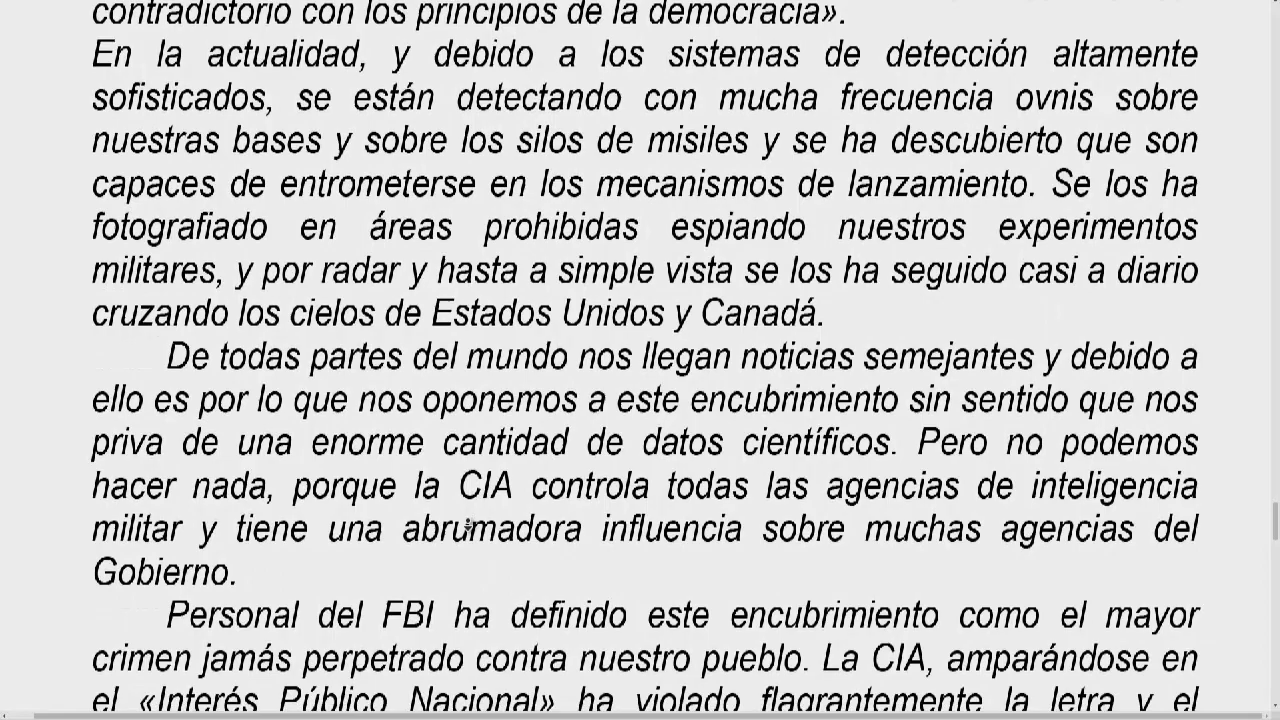 contradictorio con los principios de la democracia».
En la actualidad, y debido a los sistemas de detección altamente
sofisticados, se están detectando con mucha frecuencia ovnis sobre
nuestras bases y sobre los silos de misiles y se ha descubierto que son
capaces de entrometerse en los mecanismos de lanzamiento. Se los ha
fotografiado en áreas prohibidas espiando nuestros experimentos
militares, y por radar y hasta a simple vista se los ha seguido casi a diario
cruzando los cielos de Estados Unidos y Canadá.
De todas partes del mundo nos llegan noticias semejantes y debido a
ello es por lo que nos oponemos a este encubrimiento sin sentido que nos
priva de una enorme cantidad de datos científicos. Pero no podemos
hacer nada, porque la CIA controla todas las agencias de inteligencia
militar y tiene una abrumadora influencia sobre muchas agencias del
Gobierno.
Personal del FBI ha definido este encubrimiento como el mayor
crimen jamás perpetrado contra nuestro pueblo. La CIA, amparándose en
el «Interés Público Nacional» ha violado flagrantemente la letra y el